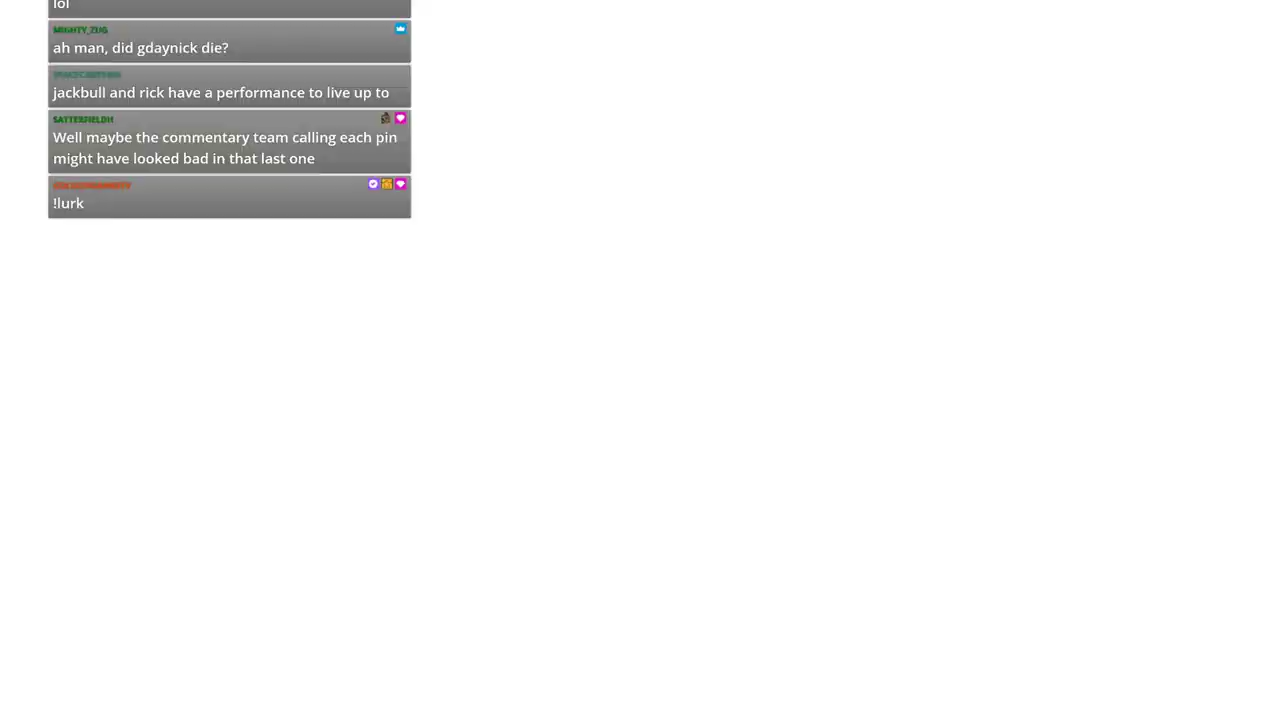 lol
MIGHTY_ZUG
ah man, did gdaynick die?
jackbull and rick have a performance to live up to
SATTERFIELDH
Well maybe the commentary team calling each pin
might have looked bad in that last one
!lurk